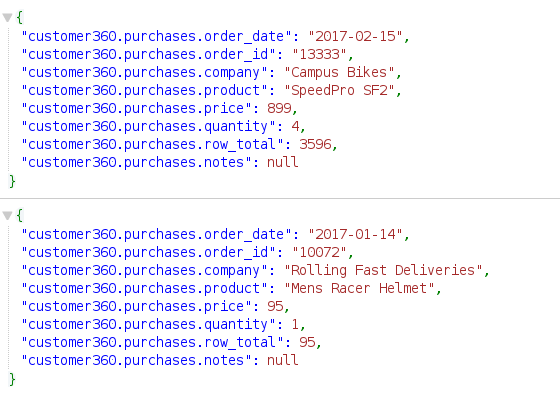 {
"customer360.purchases.order_date": "2017-02-15",
"customer360.purchases.order_id": "13333",
"customer360.purchases.company": "Campus Bikes",
"customer360.purchases.product": "SpeedPro SF2",
"customer360.purchases.price": 899,
"customer360.purchases.quantity": 4,
"customer360.purchases.row_total": 3596,
"customer360.purchases.notes": null
}
{
"customer360.purchases.order_date": "2017-01-14",
"customer360.purchases.order_id": "10072",
"customer360.purchases.company": "Rolling Fast Deliveries",
"customer360.purchases.product": "Mens Racer Helmet",
"customer360.purchases.price": 95,
"customer360.purchases.quantity": 1,
"customer360.purchases.row_total": 95,
"customer360.purchases.notes": null
}